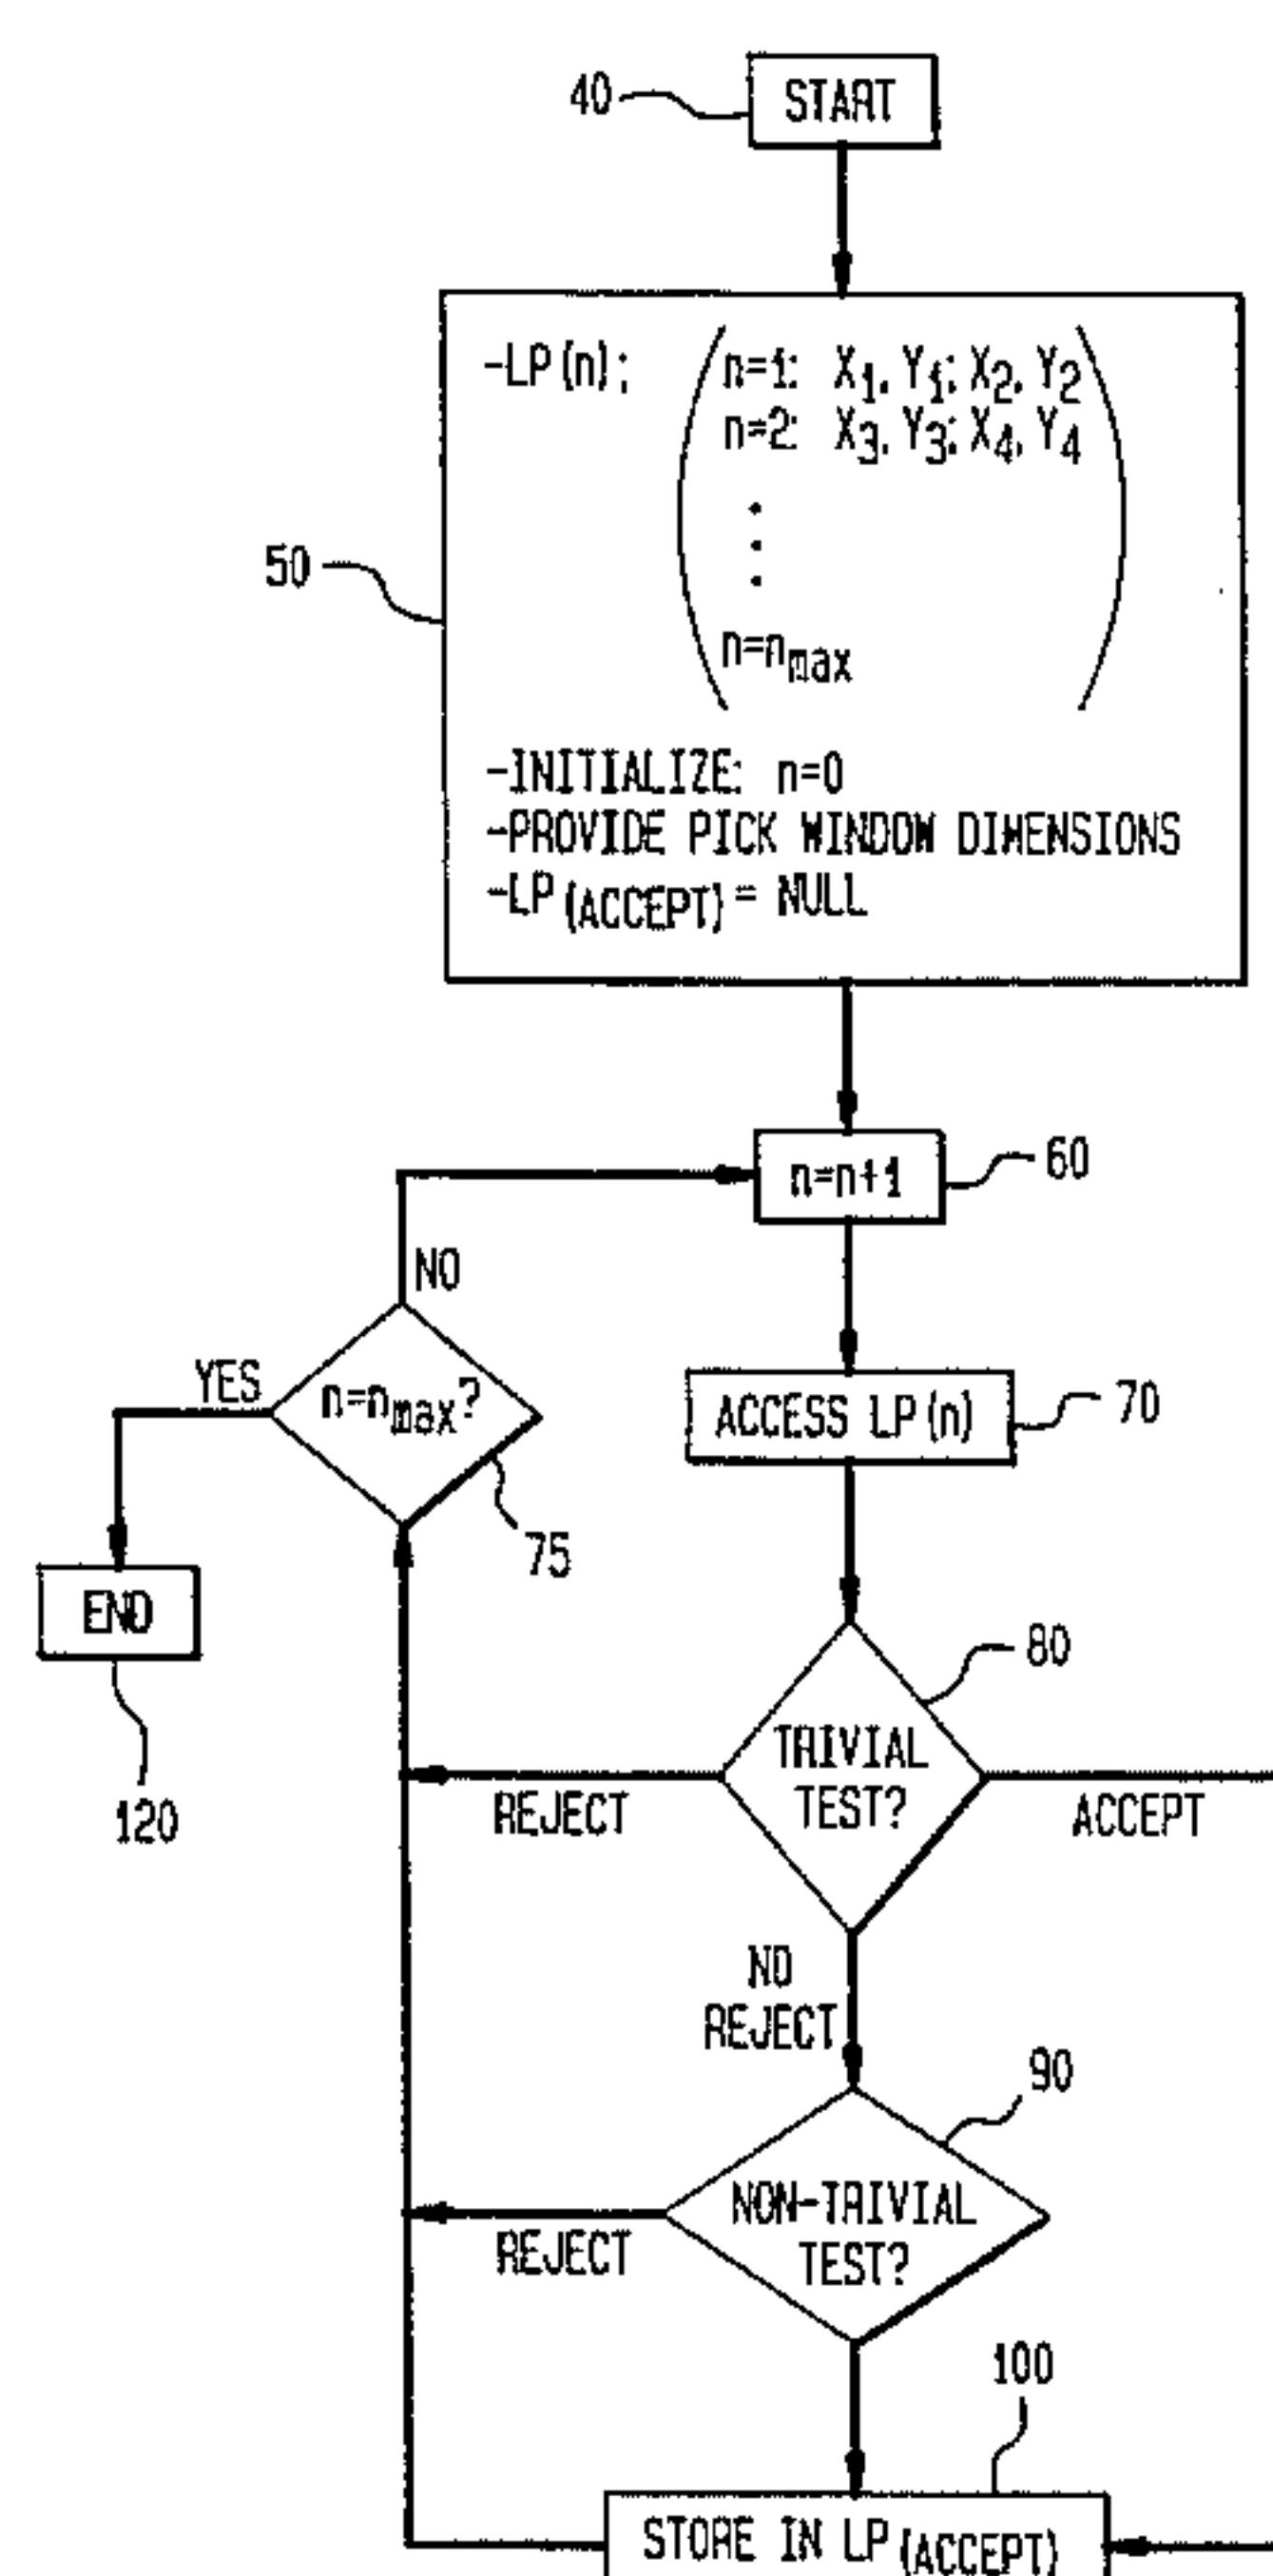 40
START
-LP(n); n=1: X1, Y1; X2, Y2
n=2: X3, Y3; X4, Y4
50
n=nmax
-INITIALIZE: n=0
-PROVIDE PICK WINDOW DIMENSIONS
-LP(ACCEPT) = NULL
n=n+1
60
NO
YES
n=nmax?
ACCESS LP(n)
70
75
END
80
TRIVIAL
TEST?
REJECT
ACCEPT
120
NO
REJECT
90
NON-TRIVIAL
TEST?
REJECT
100
STORE IN LP(ACCEPT)